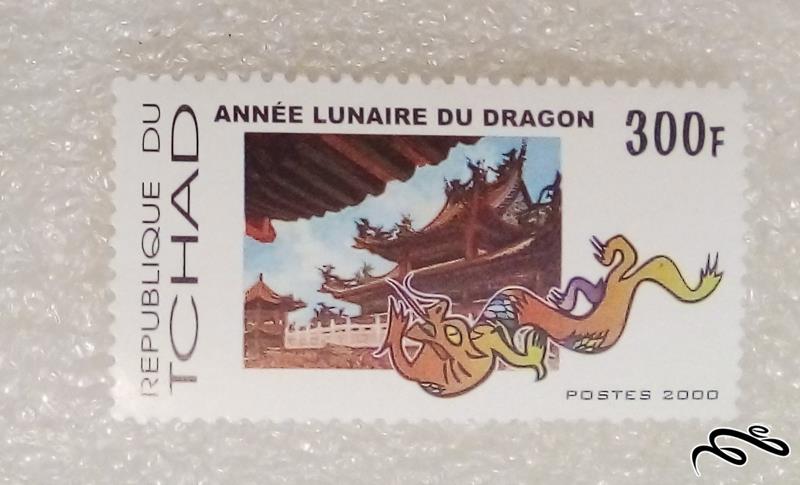 REPUBLIQUE DU
TCHAD
ANNÉE LUNAIRE DU DRAGON
300F
POSTES 2000